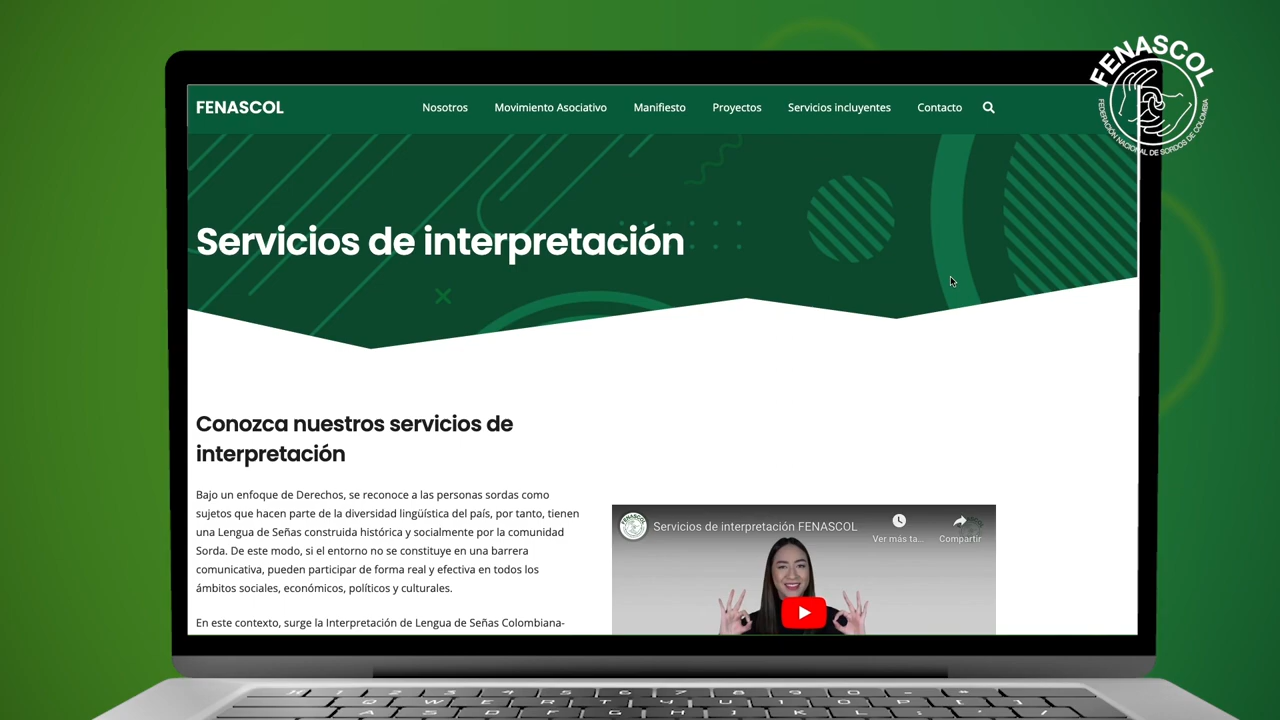 FENASCOL
FEDERACIÓN NACIONAL DE SORDOS DE COLOMBIA
FENASCOL
Nosotros
Movimiento Asociativo
Manifiesto
Proyectos
Servicios incluyentes
Contacto
Servicios de interpretación
Conozca nuestros servicios de
interpretación
Bajo un enfoque de Derechos, se reconoce a las personas sordas como
sujetos que hacen parte de la diversidad lingüística del país, por tanto, tienen
una Lengua de Señas construida histórica y socialmente por la comunidad
Sorda. De este modo, si el entorno no se constituye en una barrera
comunicativa, pueden participar de forma real y efectiva en todos los
ámbitos sociales, económicos, políticos y culturales.
En este contexto, surge la Interpretación de Lengua de Señas Colombiana-
Servicios de interpretación FENASCOL
Ver más ta...
Compartir